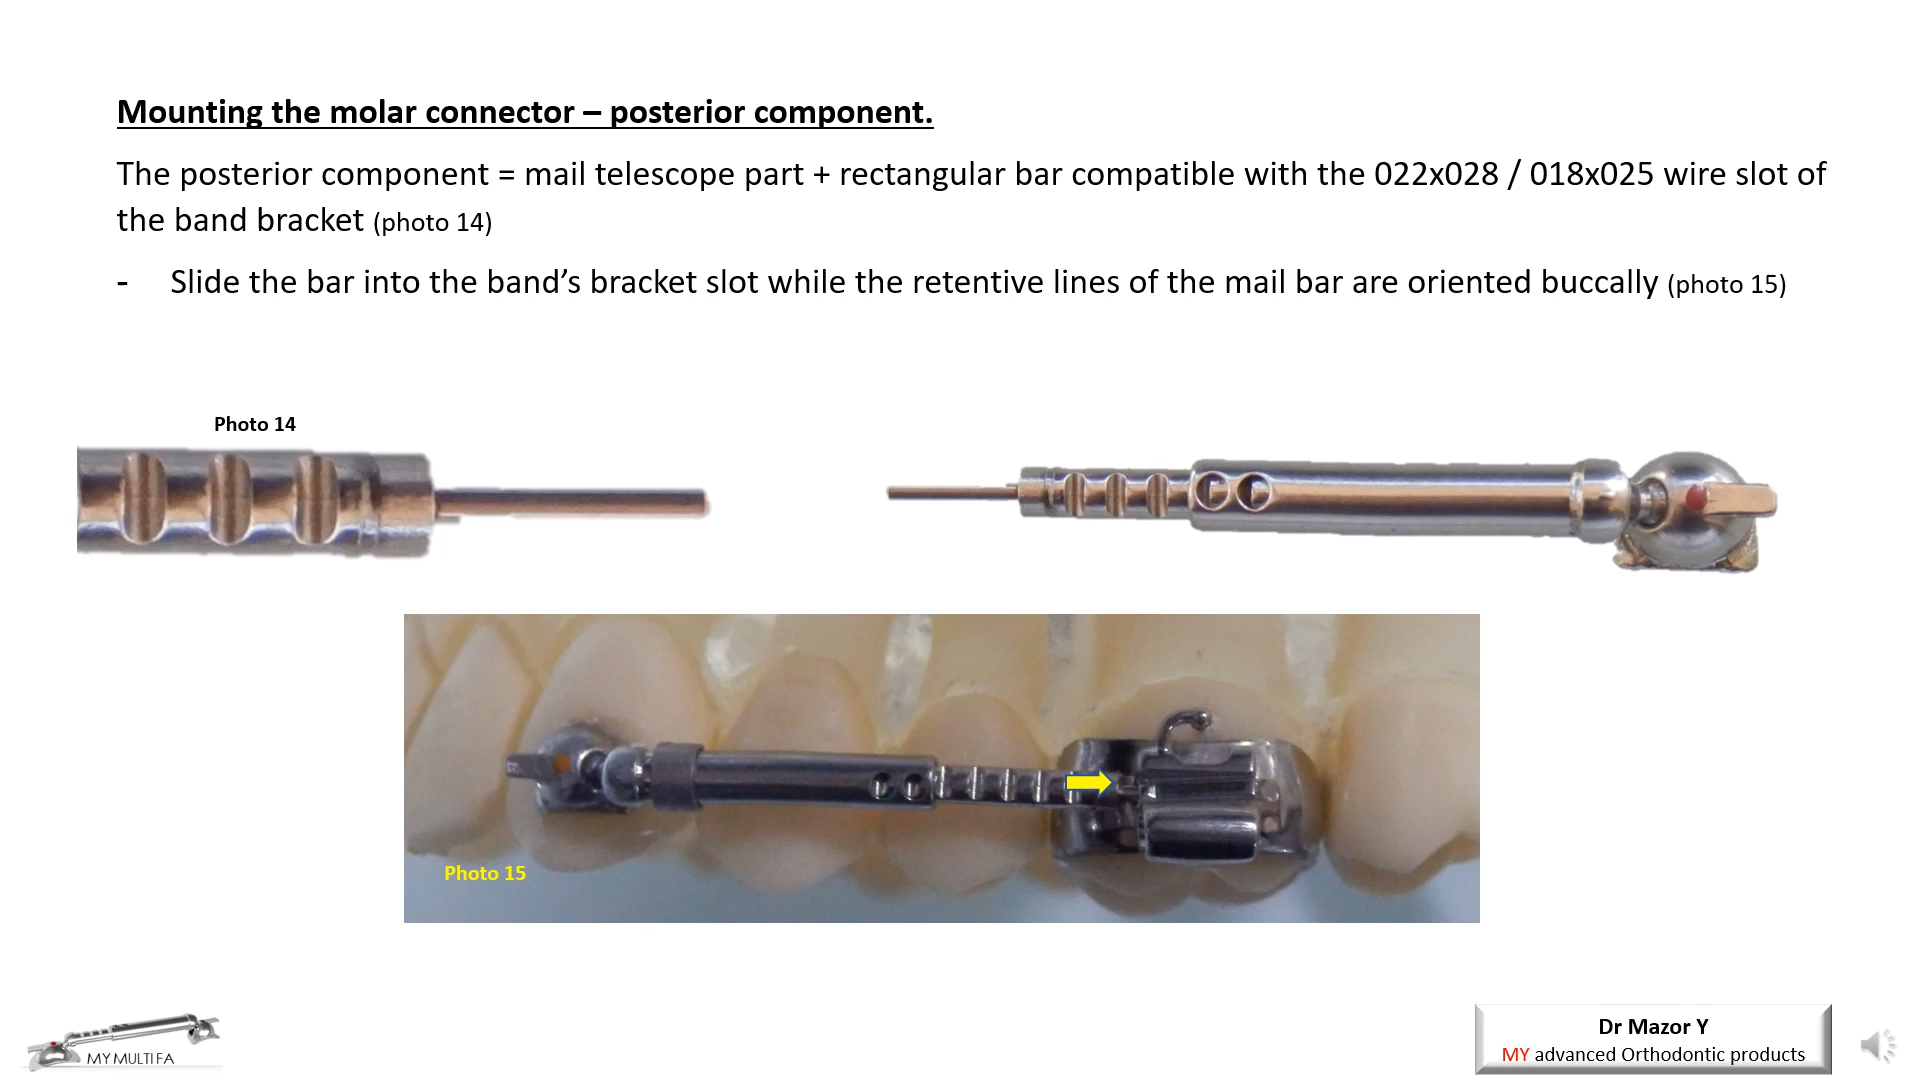 Mounting the molar connector – posterior component.
The posterior component = mail telescope part + rectangular bar compatible with the 022x028 / 018x025 wire slot of
the band bracket (photo 14)
- Slide the bar into the band’s bracket slot while the retentive lines of the mail bar are oriented buccally (photo 15)
Photo 14
Photo 15
MY MULTI FA
Dr Mazor Y
MY advanced Orthodontic products